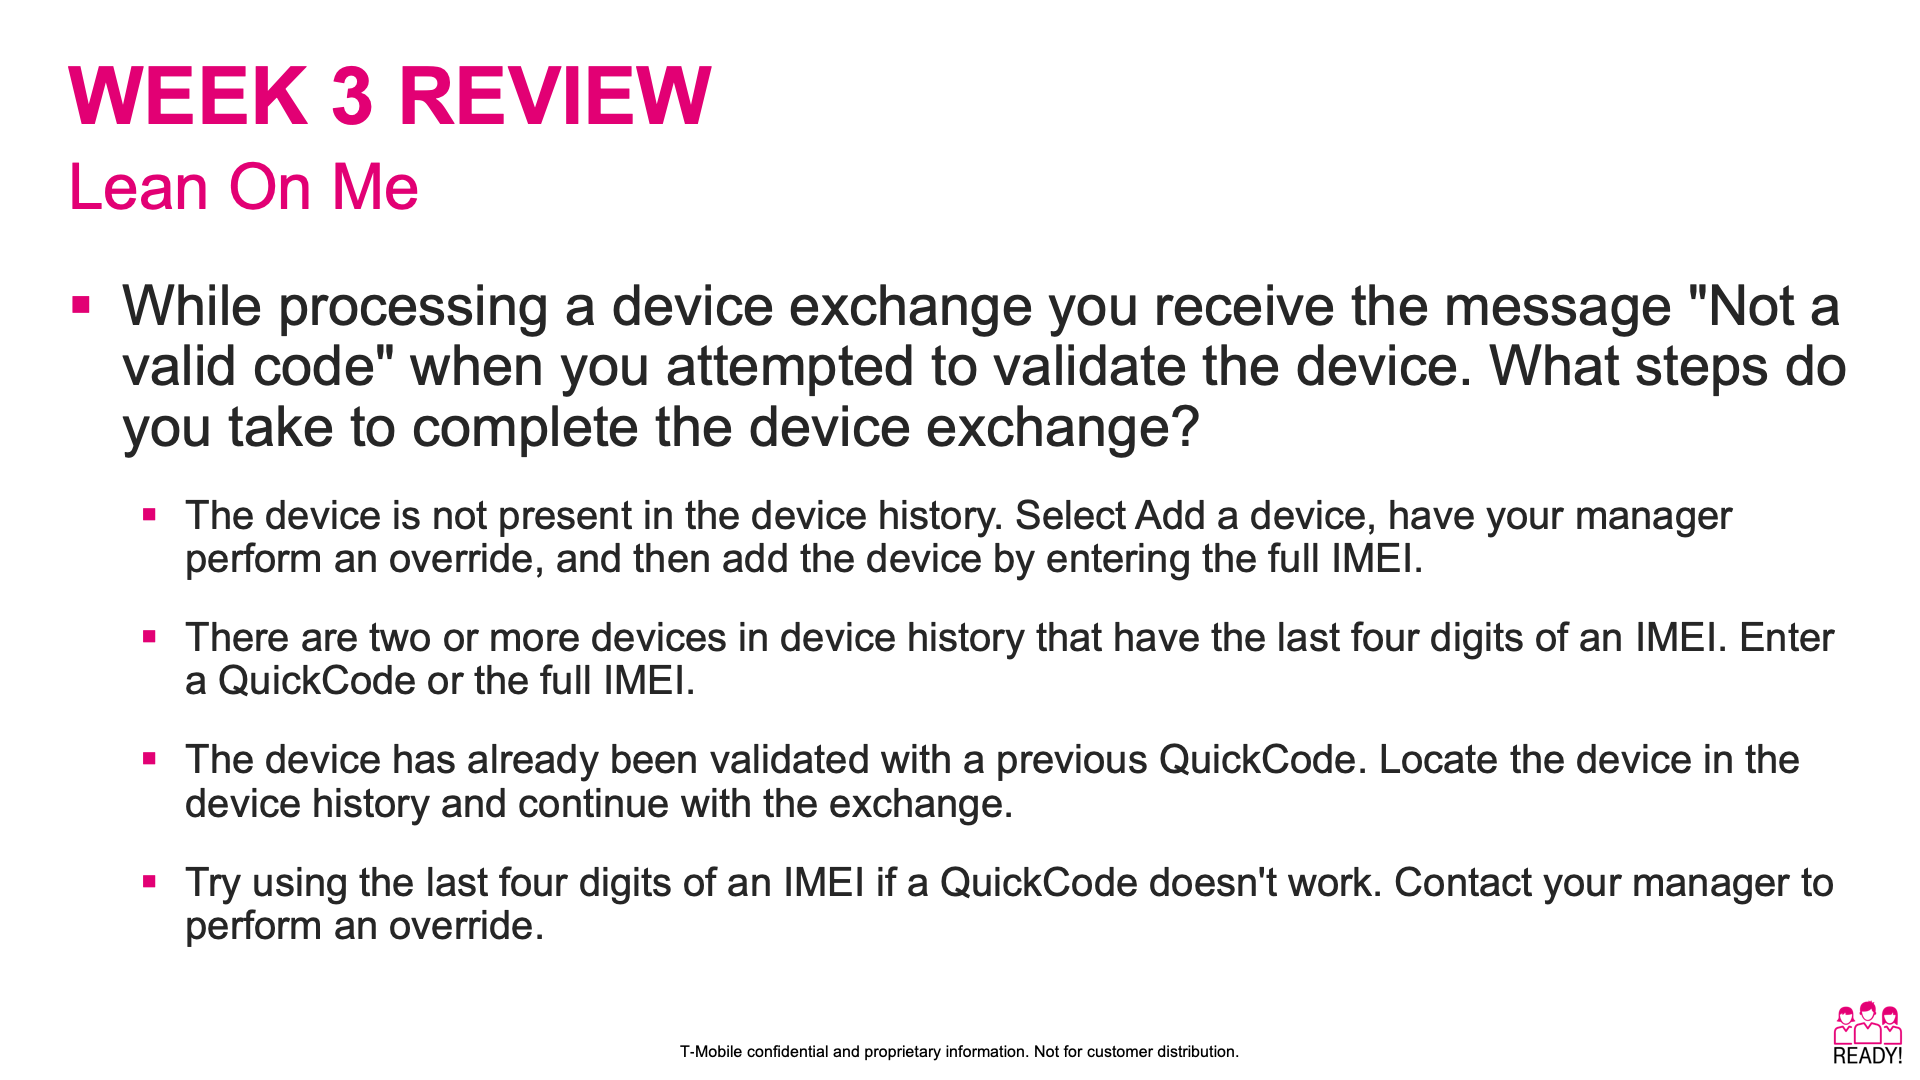 WEEK 3 REVIEW
Lean On Me
While processing a device exchange you receive the message "Not a
valid code" when you attempted to validate the device. What steps do
you take to complete the device exchange?
The device is not present in the device history. Select Add a device, have your manager
perform an override, and then add the device by entering the full IMEI.
There are two or more devices in device history that have the last four digits of an IMEI. Enter
a QuickCode or the full IMEI.
The device has already been validated with a previous QuickCode. Locate the device in the
device history and continue with the exchange.
Try using the last four digits of an IMEI if a QuickCode doesn't work. Contact your manager to
perform an override.
T-Mobile confidential and proprietary information. Not for customer distribution.
READY!